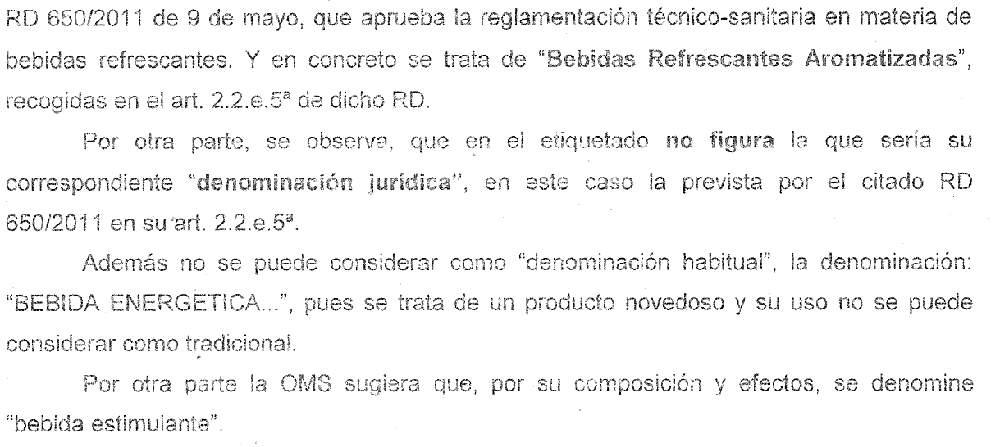 RD 650/2011 de 9 de mayo, que aprueba la reglamentación técnico-sanitaria en materia de
bebidas refrescantes. Y en concreto se trata de “Bebidas Refrescantes Aromatizadas”,
recogidas en el art. 2.2.e.5ª de dicho RD.
Por otra parte, se observa, que en el etiquetado no figura la que sería su
correspondiente “denominación jurídica”, en este caso la prevista por el citado RD
650/2011 en su art. 2.2.e.5ª.
Además no se puede considerar como “denominación habitual”, la denominación:
“BEBIDA ENERGETICA...”, pues se trata de un producto novedoso y su uso no se puede
considerar como tradicional.
Por otra parte la OMS sugiera que, por su composición y efectos, se denomine
“bebida estimulante”.